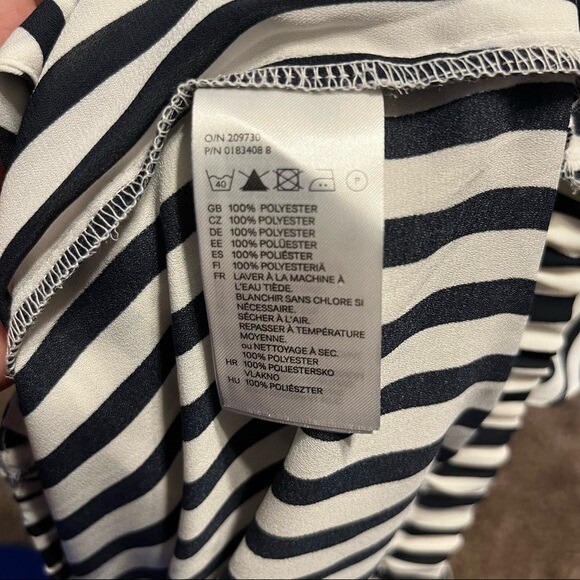 O/N 209730
P/N 0183408 B
40 P
GB 100% POLYESTER
CZ 100% POLYESTER
DE 100% POLYESTER
EE 100% POLÜESTER
ES 100% POLIÉSTER
FI 100% POLYESTERIÄ
FR LAVER À LA MACHINE À
L'EAU TIÈDE.
BLANCHIR SANS CHLORE SI
NÉCESSAIRE.
SÉCHER À L'AIR.
REPASSER À TEMPÉRATURE
MOYENNE.
ou NETTOYAGE À SEC.
100% POLYESTER
HR 100% POLIESTERSKO
VLAKNO
HU 100% POLIÉSZTER